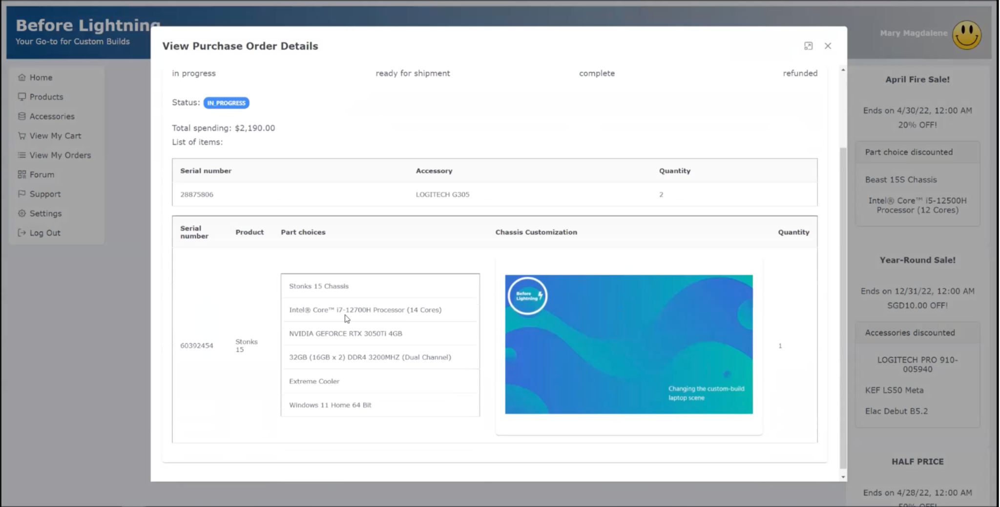 Before Lightning
Your Go-to for Custom Builds
Mary Magdalene
Home
Products
Accessories
View My Cart
View My Orders
Forum
Support
Settings
Log Out
View Purchase Order Details
in progress ready for shipment complete refunded
Status: IN_PROGRESS
Total spending: $2,190.00
List of items:
Serial number Accessory Quantity
28875806 LOGITECH G305 2
Serial
number Product Part choices Chassis Customization Quantity
60392454 Stonks
15
Stonks 15 Chassis
Intel® Core™ i7-12700H Processor (14 Cores)
NVIDIA GEFORCE RTX 3050Ti 4GB
32GB (16GB x 2) DDR4 3200MHZ (Dual Channel)
Extreme Cooler
Windows 11 Home 64 Bit
Before
Lightning
Changing the custom-build
laptop scene
1
April Fire Sale!
Ends on 4/30/22, 12:00 AM
20% OFF!
Part choice discounted
Beast 15S Chassis
Intel® Core™ i5-12500H
Processor (12 Cores)
Year-Round Sale!
Ends on 12/31/22, 12:00 AM
SGD10.00 OFF!
Accessories discounted
LOGITECH PRO 910-
005940
KEF LS50 Meta
Elac Debut B5.2
HALF PRICE
Ends on 4/28/22, 12:00 AM
50% OFF!